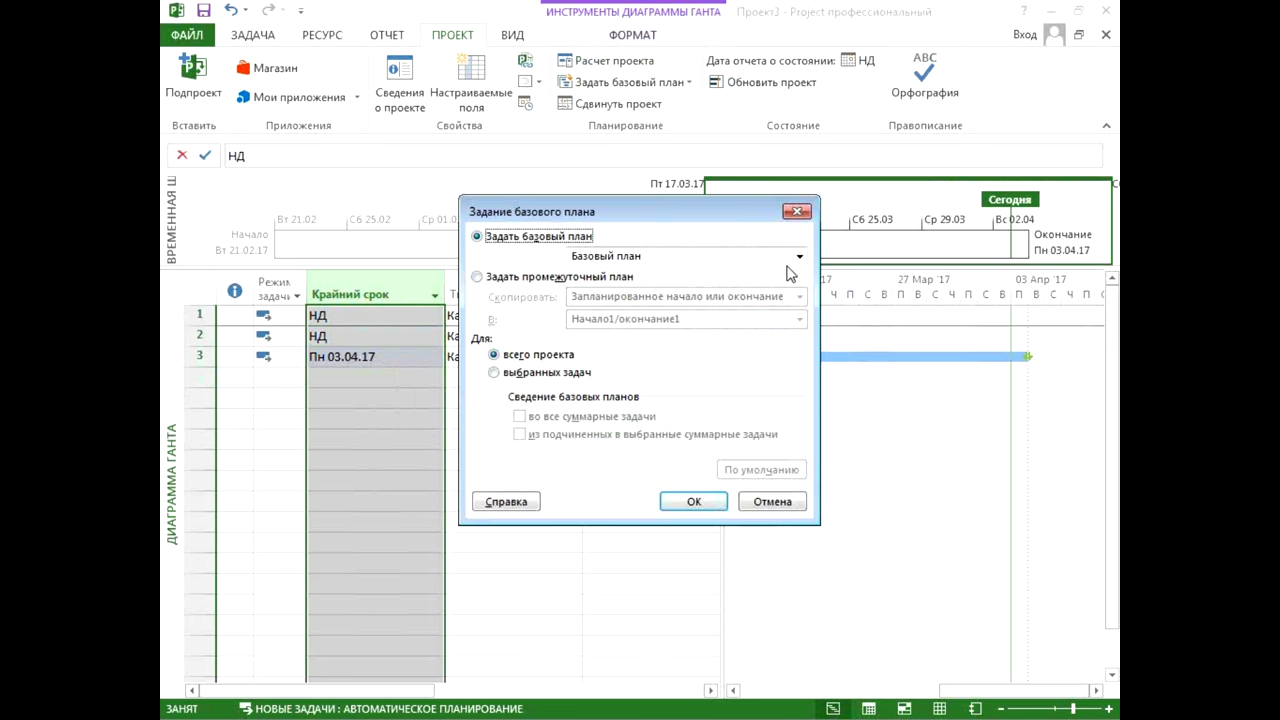 ИНСТРУМЕНТЫ ДИАГРАММЫ ГАНТА
Проект3 - Project профессиональный
ФАЙЛ ЗАДАЧА РЕСУРС ОТЧЕТ ПРОЕКТ ВИД ФОРМАТ Вход
Подпроект
Магазин
Мои приложения
Сведения
о проекте
Настраиваемые
поля
Расчет проекта
Задать базовый план
Сдвинуть проект
Дата отчета о состоянии: НД
Обновить проект
ABC
Орфография
Вставить Приложения Свойства Планирование Состояние Правописание
НД
ВРЕМЕННАЯ Ш
Пт 17.03.17
Сегодня
Вт 21.02 Сб 25.02 Ср 01.0 Сб 25.03 Ср 29.03 Вс 02.04
Начало
Вт 21.02.17
Окончание
Пн 03.04.17
Задание базового плана
Задать базовый план
Базовый план
Задать промежуточный план
Скопировать: Запланированное начало или окончание
В: Начало1/окончание1
Для:
всего проекта
выбранных задач
Сведение базовых планов
во все суммарные задачи
из подчиненных в выбранные суммарные задачи
По умолчанию
Справка ОК Отмена
ДИАГРАММА ГАНТА
Режим
задачи
Крайний срок
17 27 Мар '17 03 Апр '17
Ч П С В П В С Ч П С В П В С Ч П С
1 НД Ка
2 НД Ка
3 Пн 03.04.17 Ка
ЗАНЯТ НОВЫЕ ЗАДАЧИ : АВТОМАТИЧЕСКОЕ ПЛАНИРОВАНИЕ